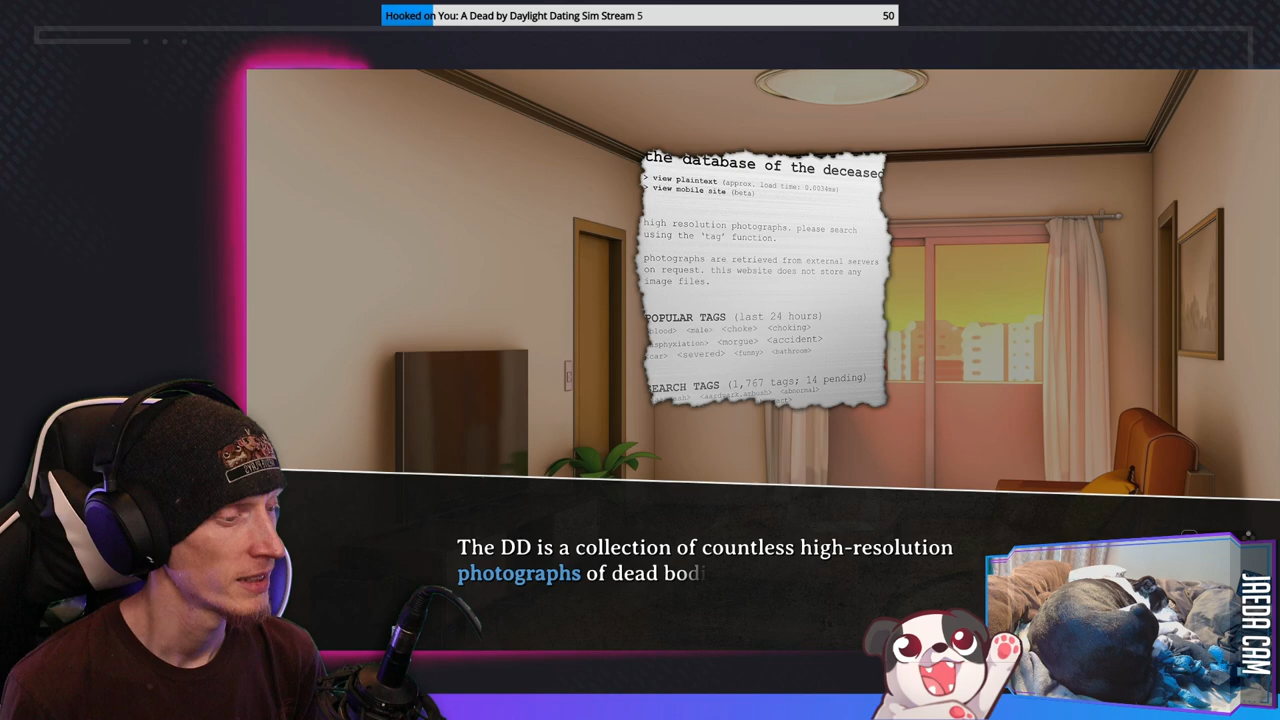 Hooked on You: A Dead by Daylight Dating Sim Stream 5
50
the database of the deceased
> view plaintext (approx. load time: 0.0034ms)
> view mobile site (beta)
high resolution photographs. please search
using the 'tag' function.
photographs are retrieved from external servers
on request. this website does not store any
image files.
POPULAR TAGS (last 24 hours)
blood> <male> <choke> <choking>
asphyxiation> <morgue> <accident>
car> <severed> <funny> <bathroom>
SEARCH TAGS (1,767 tags; 14 pending)
<abnormal>
The DD is a collection of countless high-resolution
photographs of dead bodi
JAEDA CAM